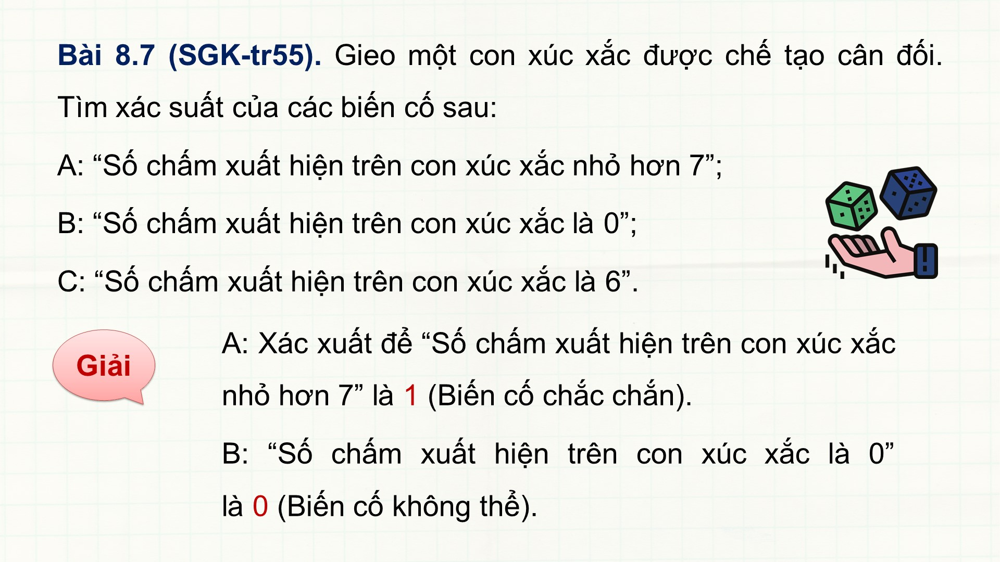 Bài 8.7 (SGK-tr55). Gieo một con xúc xắc được chế tạo cân đối.
Tìm xác suất của các biến cố sau:
A: “Số chấm xuất hiện trên con xúc xắc nhỏ hơn 7”;
B: “Số chấm xuất hiện trên con xúc xắc là 0”;
C: “Số chấm xuất hiện trên con xúc xắc là 6”.
Giải
A: Xác xuất để “Số chấm xuất hiện trên con xúc xắc
nhỏ hơn 7” là 1 (Biến cố chắc chắn).
B: “Số chấm xuất hiện trên con xúc xắc là 0”
là 0 (Biến cố không thể).